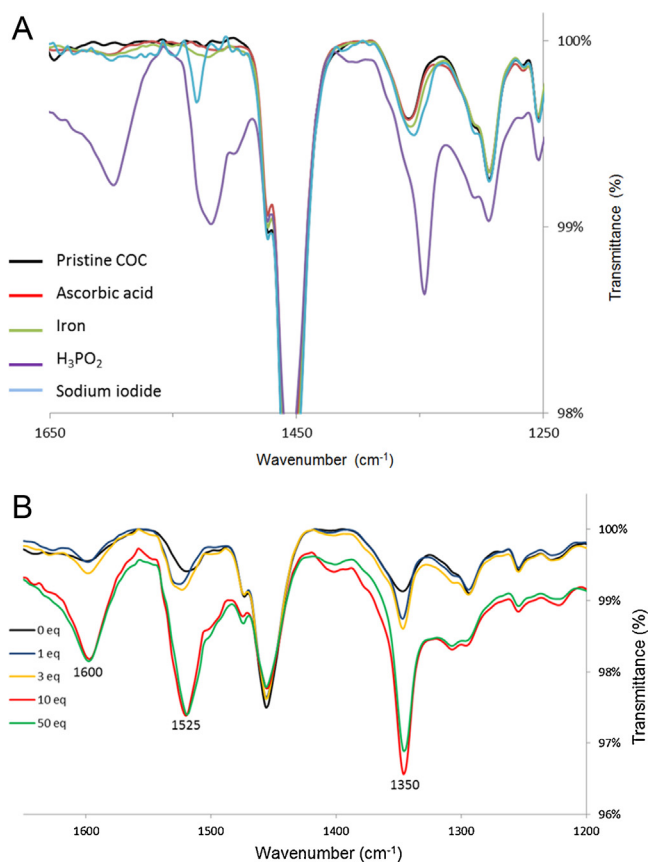 A
100%
99%
98%
Transmittance (%)
Pristine COC
Ascorbic acid
Iron
H₃PO₂
Sodium iodide
1650
1450
1250
Wavenumber (cm⁻¹)
B
100%
99%
98%
97%
96%
Transmittance (%)
0 eq
1 eq
3 eq
10 eq
50 eq
1600
1525
1350
1600
1500
1400
1300
1200
Wavenumber (cm⁻¹)